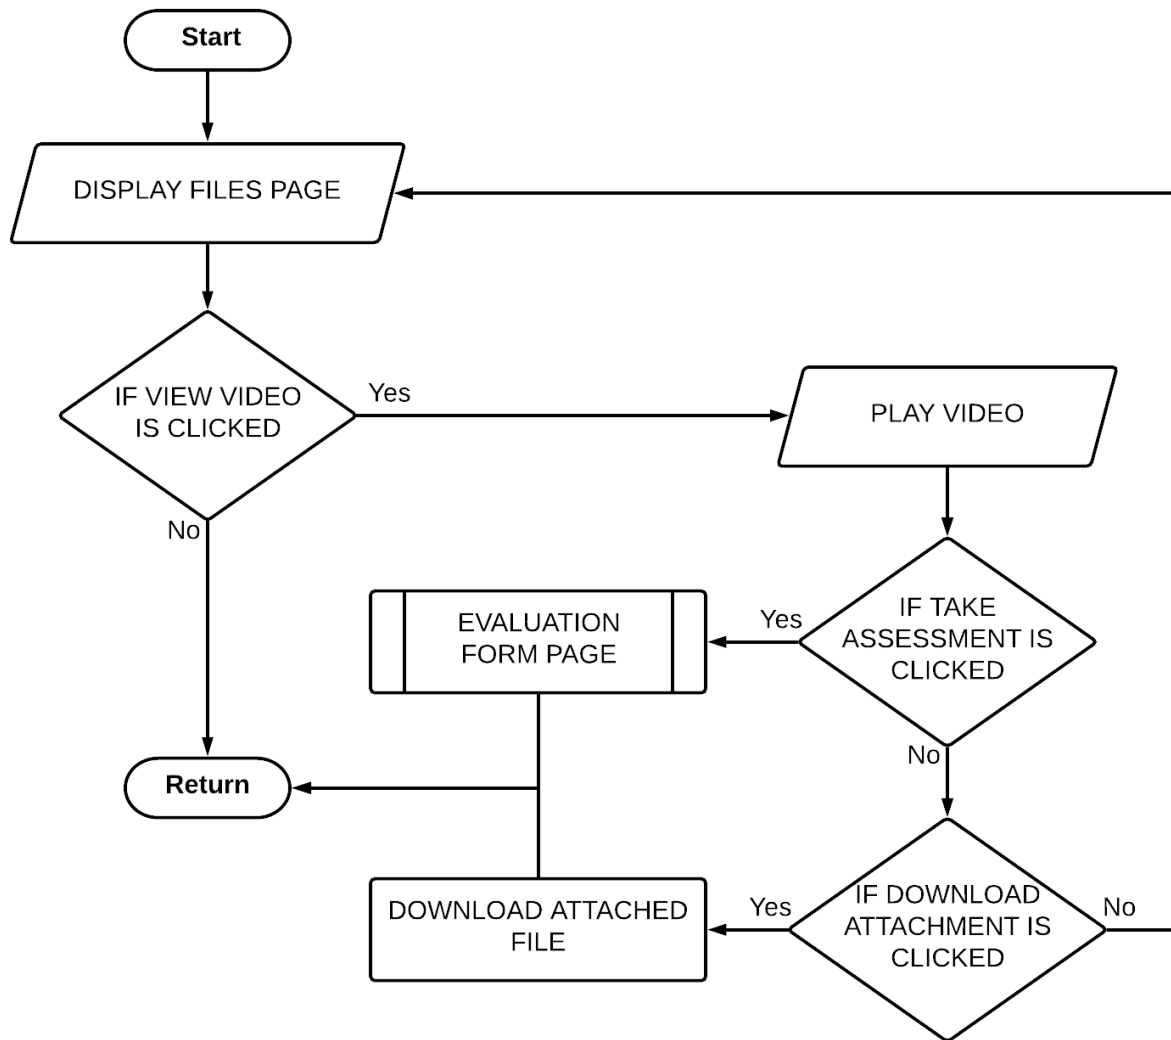 Start
DISPLAY FILES PAGE
IF VIEW VIDEO
IS CLICKED
Yes
PLAY VIDEO
No
EVALUATION
FORM PAGE
Yes
IF TAKE
ASSESSMENT IS
CLICKED
No
Return
DOWNLOAD ATTACHED
FILE
Yes
IF DOWNLOAD
ATTACHMENT IS
CLICKED
No